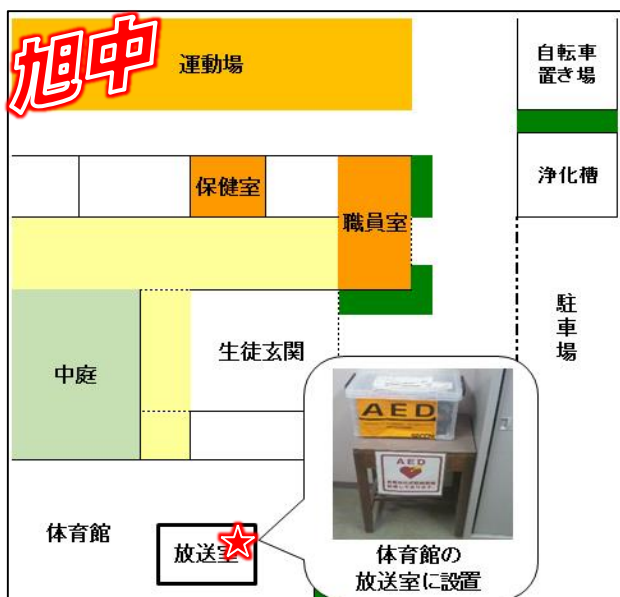 旭中
運動場
自転車
置き場
保健室
職員室
浄化槽
駐車場
生徒玄関
中庭
AED
AED
体育館
放送室
体育館の
放送室に設置